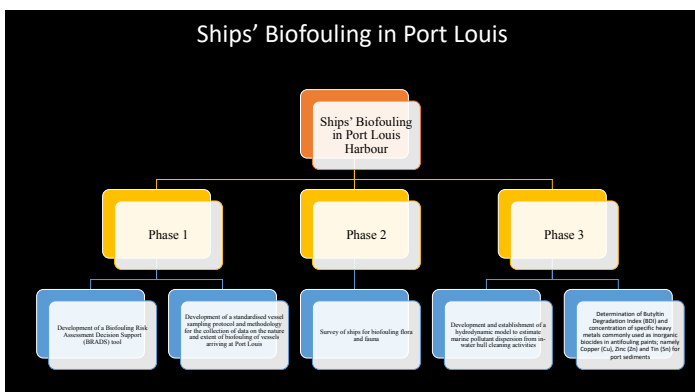 Ships' Biofouling in Port Louis
Ships' Biofouling
in Port Louis
Harbour
Phase 1
Phase 2
Phase 3
Development of a Biofouling Risk
Assessment Decision Support
(BRADS) tool
Development of a standardised vessel
sampling protocol and methodology
for the collection of data on the nature
and extent of biofouling of vessels
arriving at Port Louis
Survey of ships for biofouling flora
and fauna
Development and establishment of a
hydrodynamic model to estimate
marine pollutant dispersion from in-
water hull cleaning activities
Determination of Butyltin
Degradation Index (BDI) and
concentration of specific heavy
metals commonly used as inorganic
biocides in antifouling paints; namely
Copper (Cu), Zinc (Zn) and Tin (Sn) for
port sediments